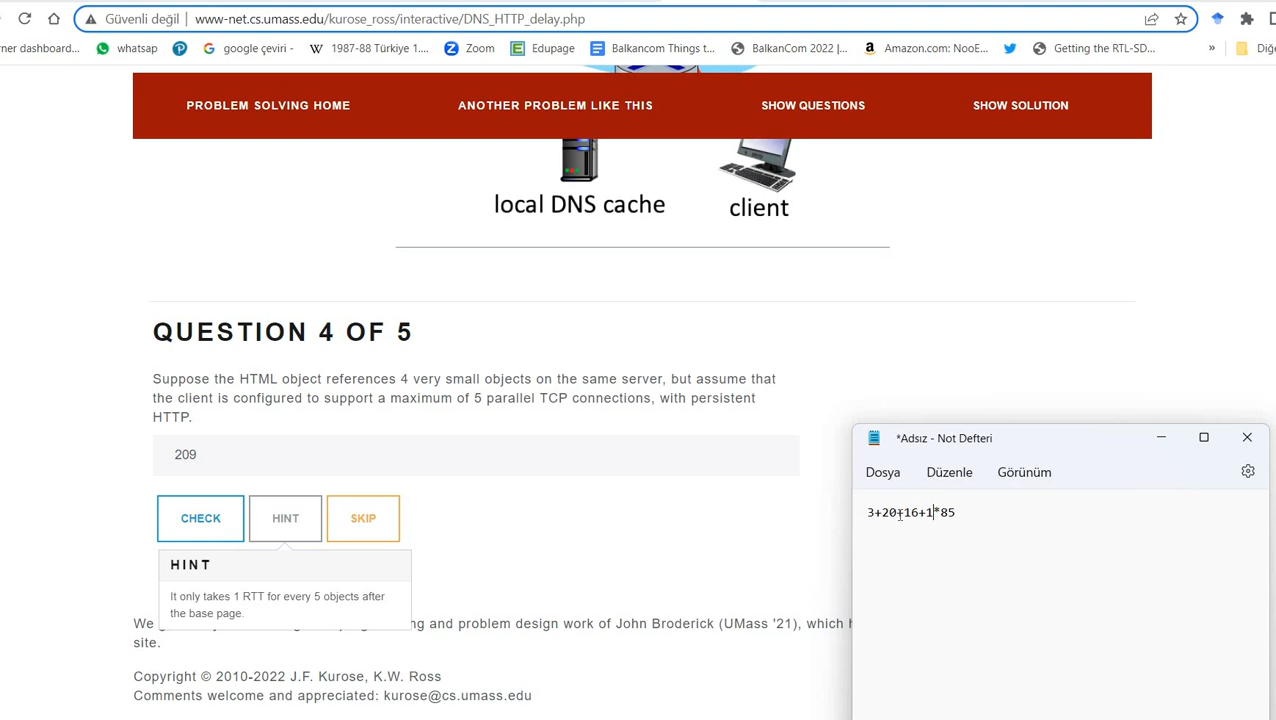 Güvenli değil
www-net.cs.umass.edu/kurose_ross/interactive/DNS_HTTP_delay.php
rner dashboard...
whatsap
google çeviri -
1987-88 Türkiye 1....
Zoom
Edupage
Balkancom Things t...
BalkanCom 2022 |...
Amazon.com: NooE...
Getting the RTL-SD...
»
Diğe
PROBLEM SOLVING HOME
ANOTHER PROBLEM LIKE THIS
SHOW QUESTIONS
SHOW SOLUTION
local DNS cache
client
QUESTION 4 OF 5
Suppose the HTML object references 4 very small objects on the same server, but assume that
the client is configured to support a maximum of 5 parallel TCP connections, with persistent
HTTP.
209
CHECK
HINT
SKIP
HINT
It only takes 1 RTT for every 5 objects after
the base page.
We g
ng and problem design work of John Broderick (UMass '21), which h
site.
Copyright © 2010-2022 J.F. Kurose, K.W. Ross
Comments welcome and appreciated: kurose@cs.umass.edu
*Adsız - Not Defteri
Dosya
Düzenle
Görünüm
3+20+16+1*85